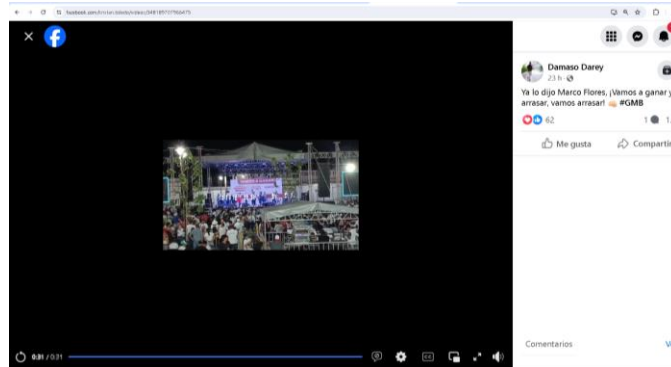 Damaso Darey
23 h
Ya lo dijo Marco Flores, ¡Vamos a ganar y
arrasar, vamos arrasar! #GMB
62
1
Me gusta
Compartir
0:31 / 0:31
Comentarios